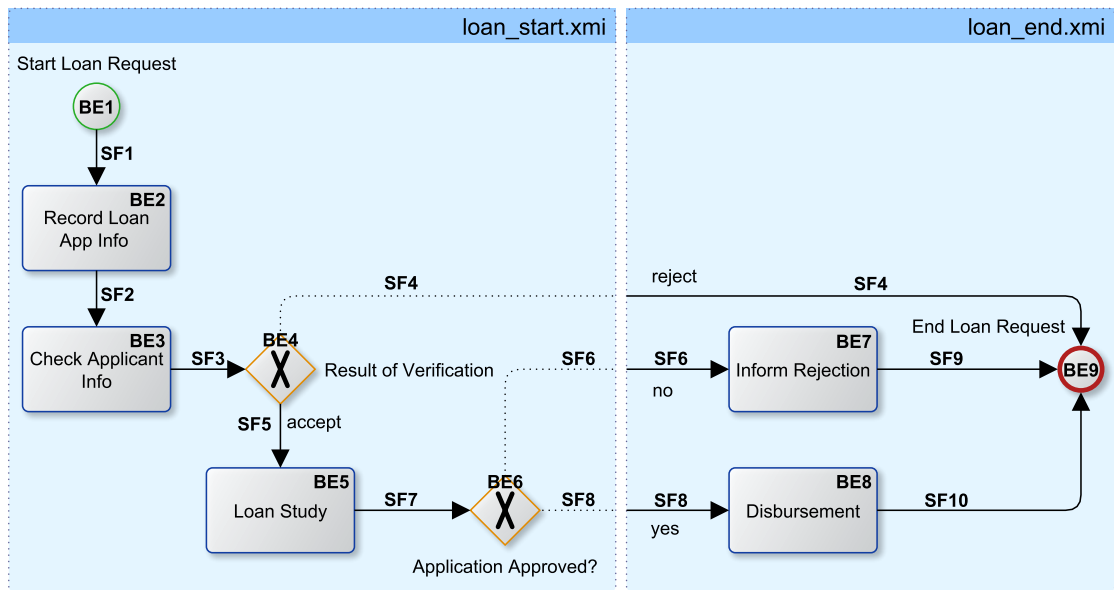 loan_start.xmi
loan_end.xmi
Start Loan Request
BE1
SF1
BE2
Record Loan
App Info
SF2
SF4
reject
SF4
BE3
Check Applicant
Info
SF3
BE4
X
Result of Verification
SF6
SF6
no
BE7
Inform Rejection
SF9
End Loan Request
BE9
SF5
accept
BE5
Loan Study
SF7
BE6
X
SF8
SF8
yes
BE8
Disbursement
SF10
Application Approved?